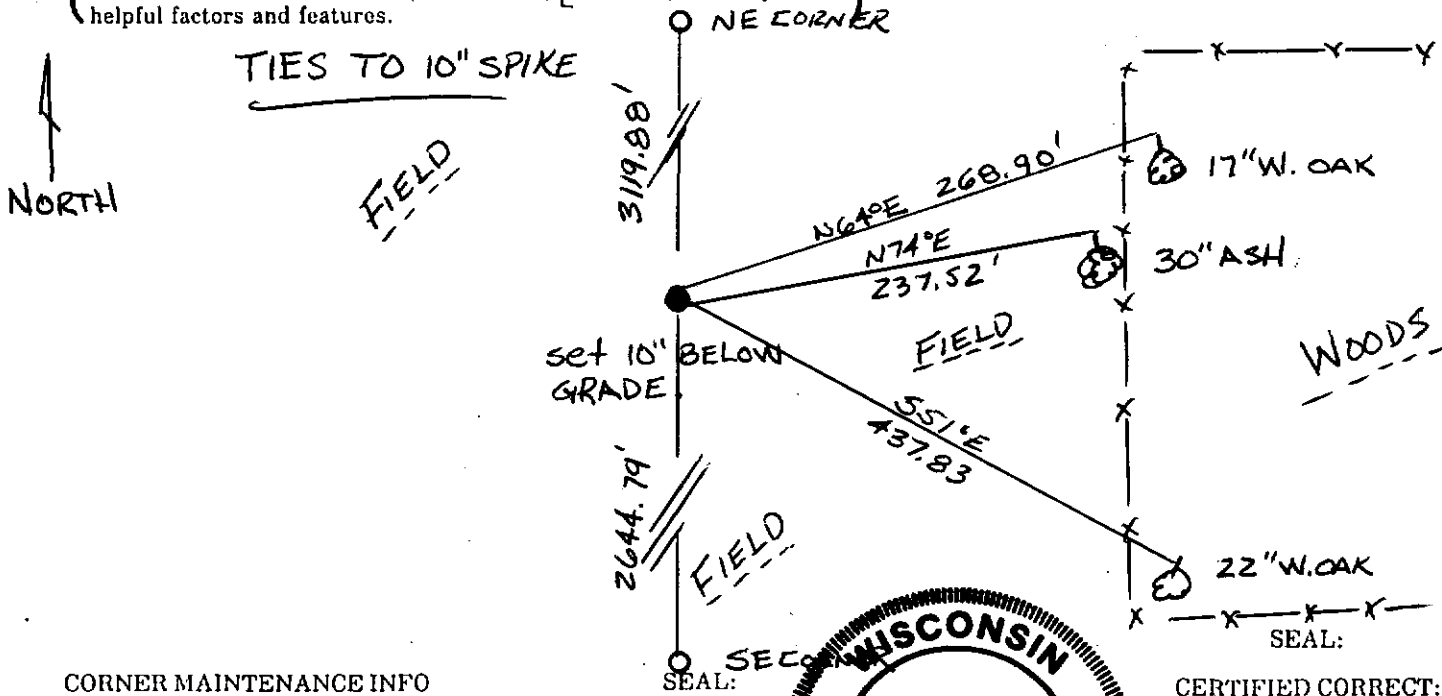 helpful factors and features.
NE CORNER
TIES TO 10" SPIKE
NORTH
FIELD
3119.88'
N64°E 268.90'
17" W. OAK
N74°E
237.52'
30" ASH
set 10" BELOW
GRADE
FIELD
WOODS
S51°E
437.83
2644.79'
FIELD
22" W. OAK
SE
WISCONSIN
SEAL:
CORNER MAINTENANCE INFO
SEAL:
CERTIFIED CORRECT: